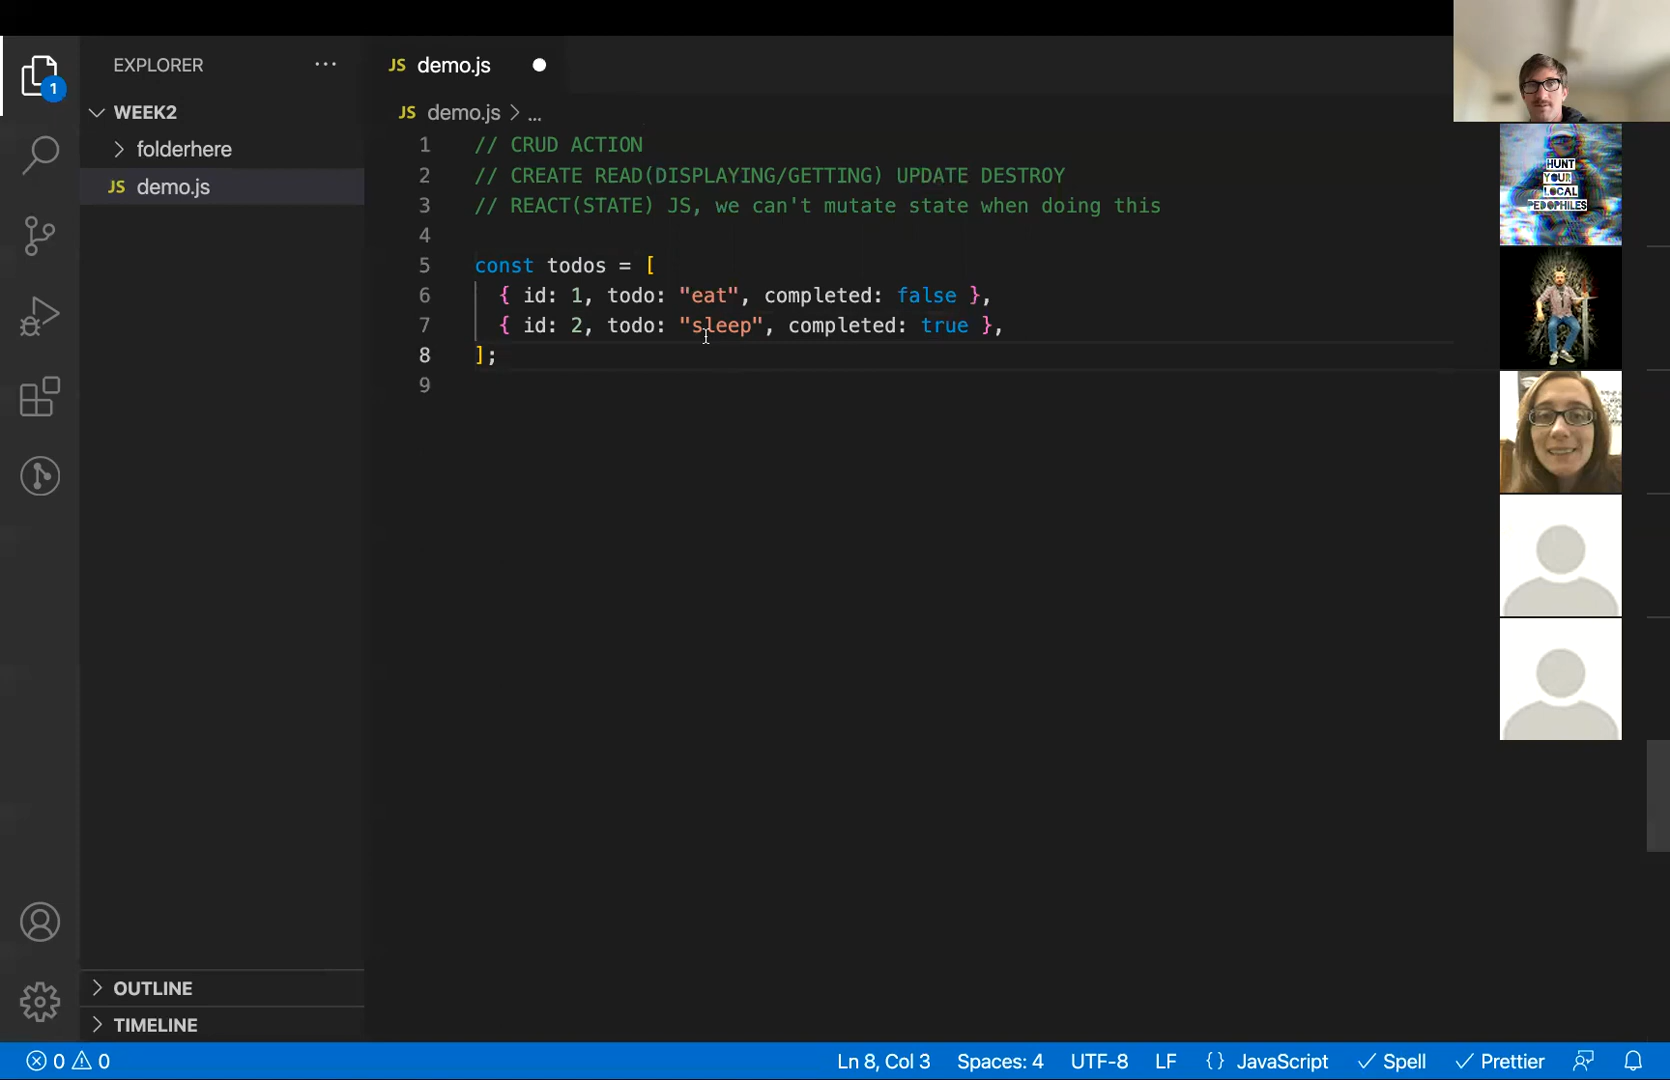 EXPLORER ...
JS demo.js
1
WEEK2
JS demo.js > ...
folderhere
JS demo.js
1 // CRUD ACTION
2 // CREATE READ(DISPLAYING/GETTING) UPDATE DESTROY
3 // REACT(STATE) JS, we can't mutate state when doing this
4
5 const todos = [
6 { id: 1, todo: "eat", completed: false },
7 { id: 2, todo: "sleep", completed: true },
8 ];
9
HUNT
YOUR
LOCAL
PEDOPHILES
OUTLINE
TIMELINE
0 0 Ln 8, Col 3 Spaces: 4 UTF-8 LF {} JavaScript Spell Prettier